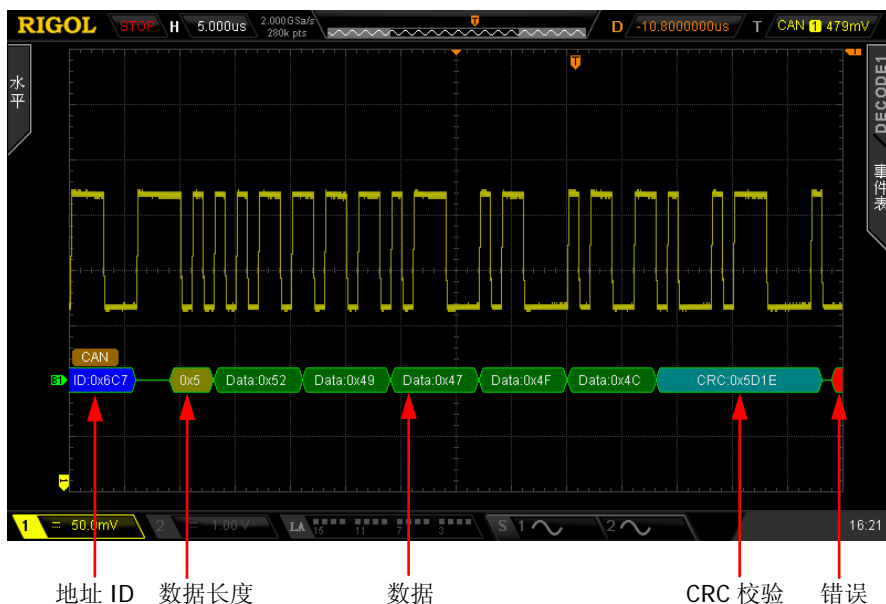 RIGOL STOP H 5.000us 2.000GSa/s 280k pts D -10.8000000us T CAN 1 479mV
T
T
水平
DECODE1
事件表
CAN
B1 ID:0x6C7 0x5 Data:0x52 Data:0x49 Data:0x47 Data:0x4F Data:0x4C CRC:0x5D1E
1
1 = 50.0mV 2 = 1.00 V LA 15 11 7 3 S 1 2 16:21
地址 ID 数据长度 数据 CRC 校验 错误